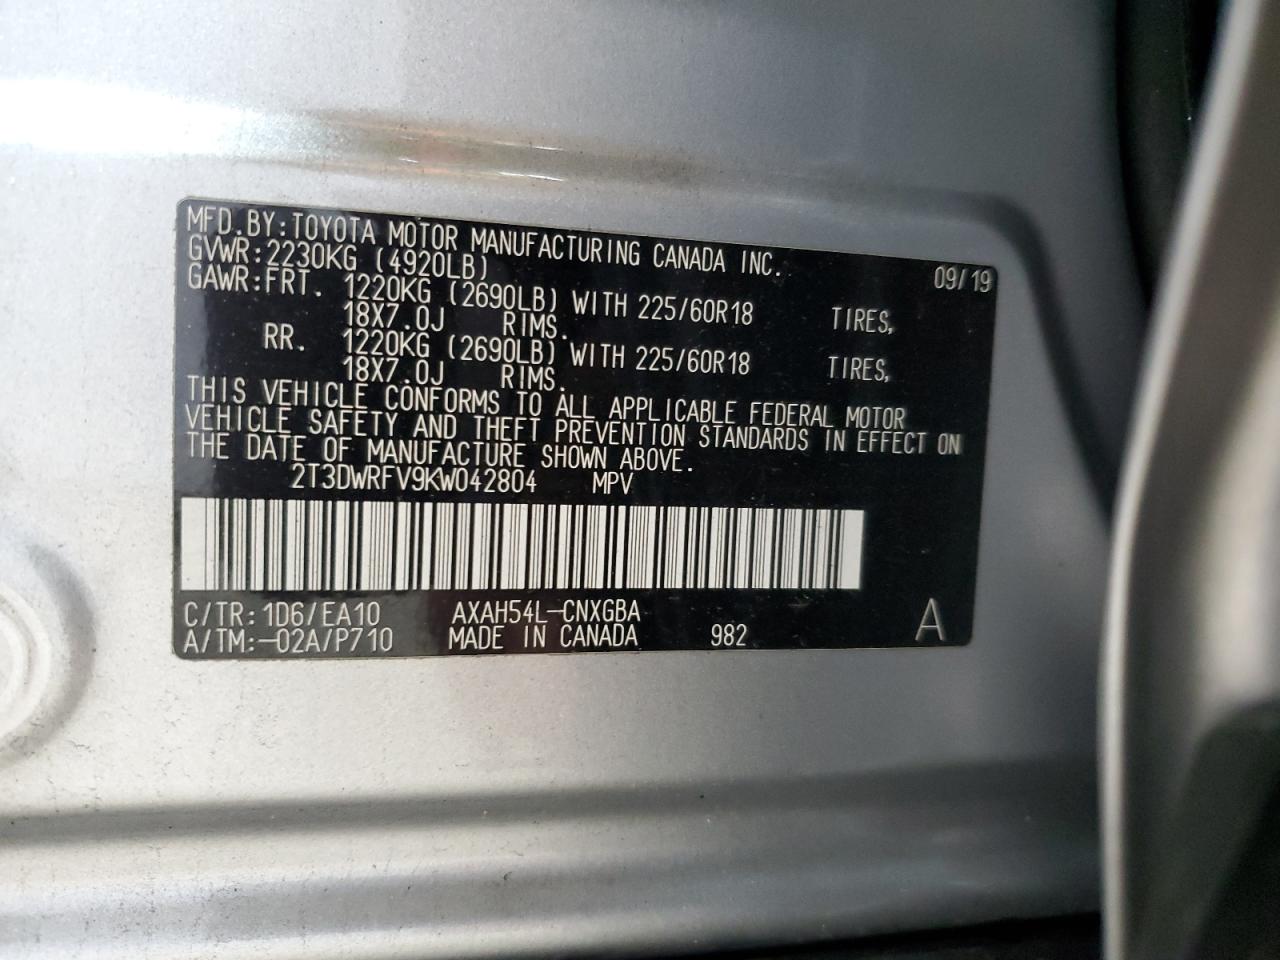 MFD.BY:TOYOTA MOTOR MANUFACTURING CANADA INC.
GVWR:2230KG (4920LB) 09/19
GAWR:FRT. 1220KG (2690LB) WITH 225/60R18 TIRES,
18X7.0J RIMS.
RR. 1220KG (2690LB) WITH 225/60R18 TIRES,
18X7.0J RIMS.
THIS VEHICLE CONFORMS TO ALL APPLICABLE FEDERAL MOTOR
VEHICLE SAFETY AND THEFT PREVENTION STANDARDS IN EFFECT ON
THE DATE OF MANUFACTURE SHOWN ABOVE.
2T3DWRFV9KW042804 MPV
C/TR: 1D6/EA10 AXAH54L-CNXGBA
A/TM:-02A/P710 MADE IN CANADA 982 A